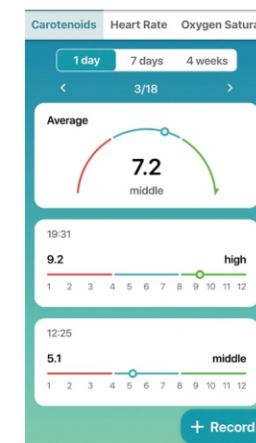 Carotenoids Heart Rate Oxygen Satura
1 day 7 days 4 weeks
< 3/18 >
Average
7.2
middle
19:31
9.2 high
1 2 3 4 5 6 7 8 9 10 11 12
12:25
5.1 middle
1 2 3 4 5 6 7 8 9 10 11 12
+ Record